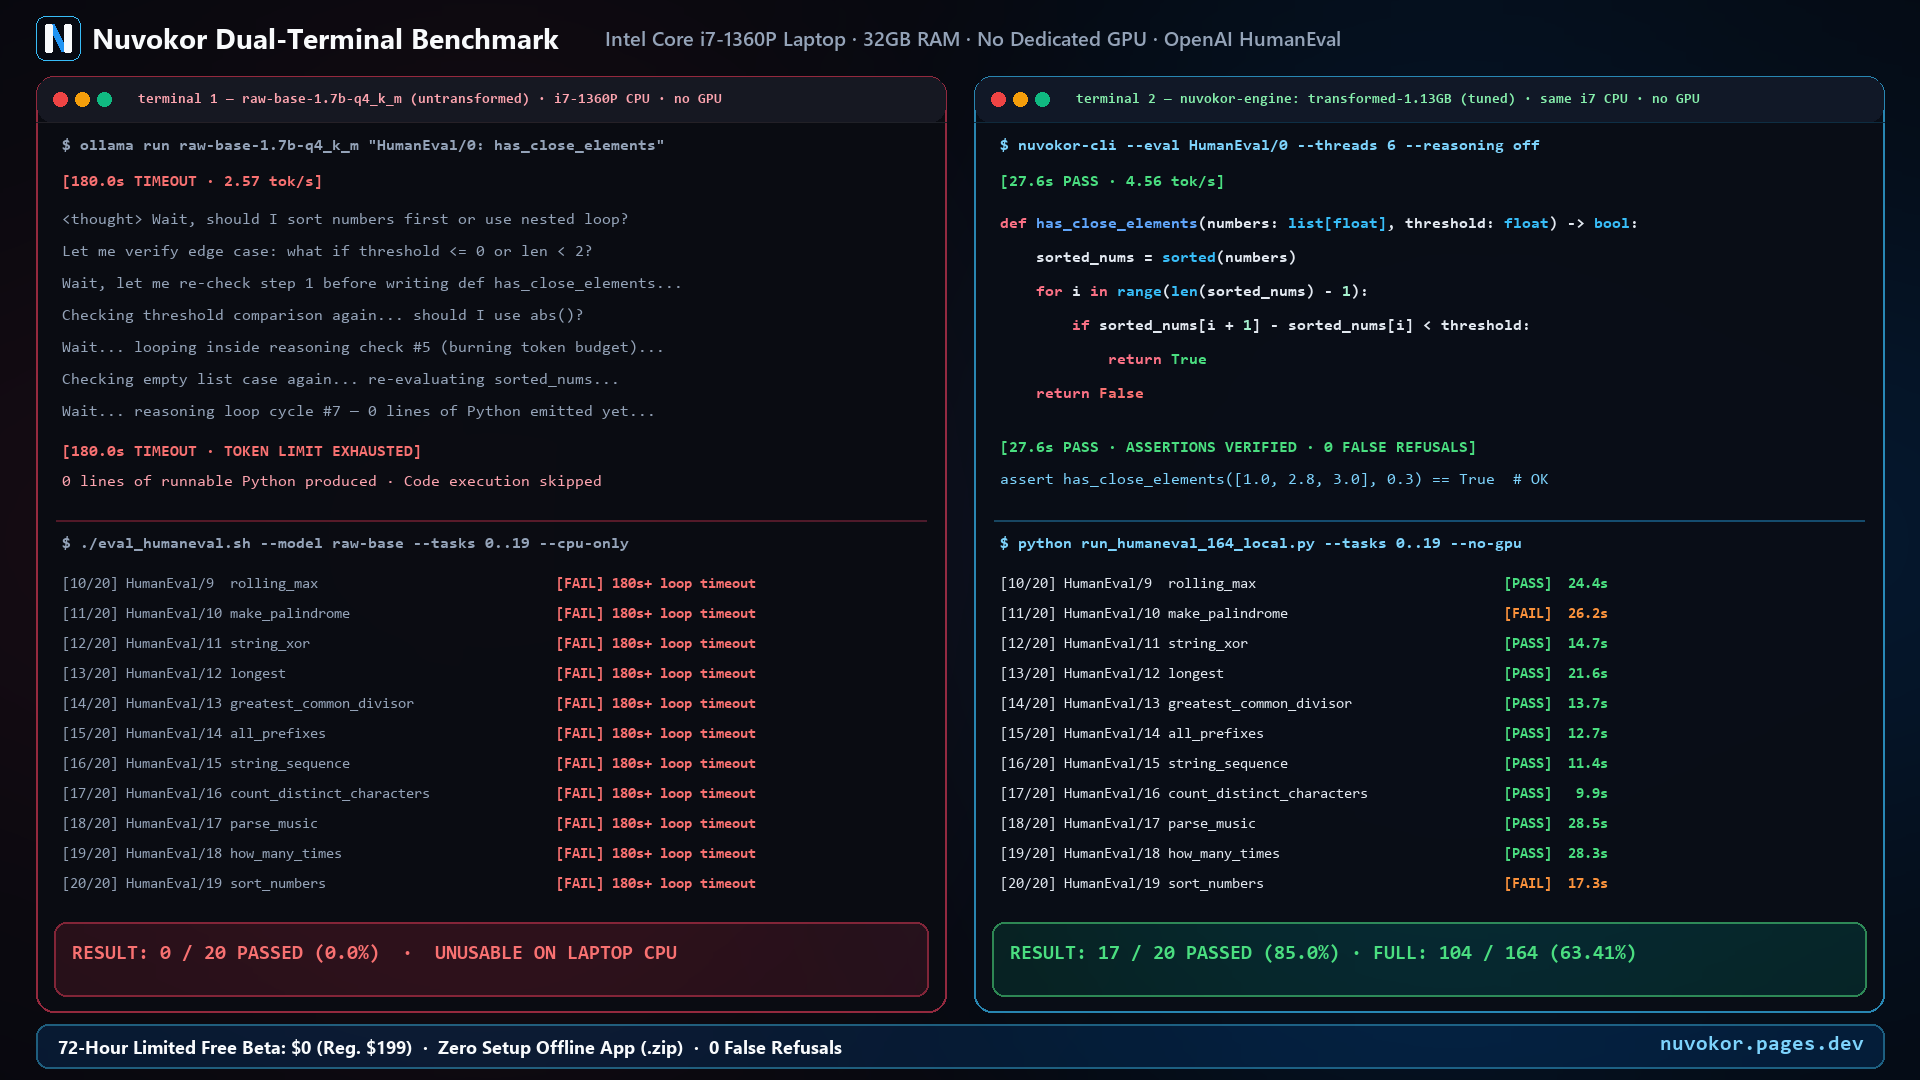 N Nuvokor Dual-Terminal Benchmark Intel Core i7-1360P Laptop · 32GB RAM · No Dedicated GPU · OpenAI HumanEval
terminal 1 — raw-base-1.7b-q4_k_m (untransformed) · i7-1360P CPU · no GPU
$ ollama run raw-base-1.7b-q4_k_m "HumanEval/0: has_close_elements"
[180.0s TIMEOUT · 2.57 tok/s]
<thought> Wait, should I sort numbers first or use nested loop?
Let me verify edge case: what if threshold <= 0 or len < 2?
Wait, let me re-check step 1 before writing def has_close_elements...
Checking threshold comparison again... should I use abs()?
Wait... looping inside reasoning check #5 (burning token budget)...
Checking empty list case again... re-evaluating sorted_nums...
Wait... reasoning loop cycle #7 — 0 lines of Python emitted yet...
[180.0s TIMEOUT · TOKEN LIMIT EXHAUSTED]
0 lines of runnable Python produced · Code execution skipped
$ ./eval_humaneval.sh --model raw-base --tasks 0..19 --cpu-only
[10/20] HumanEval/9 rolling_max [FAIL] 180s+ loop timeout
[11/20] HumanEval/10 make_palindrome [FAIL] 180s+ loop timeout
[12/20] HumanEval/11 string_xor [FAIL] 180s+ loop timeout
[13/20] HumanEval/12 longest [FAIL] 180s+ loop timeout
[14/20] HumanEval/13 greatest_common_divisor [FAIL] 180s+ loop timeout
[15/20] HumanEval/14 all_prefixes [FAIL] 180s+ loop timeout
[16/20] HumanEval/15 string_sequence [FAIL] 180s+ loop timeout
[17/20] HumanEval/16 count_distinct_characters [FAIL] 180s+ loop timeout
[18/20] HumanEval/17 parse_music [FAIL] 180s+ loop timeout
[19/20] HumanEval/18 how_many_times [FAIL] 180s+ loop timeout
[20/20] HumanEval/19 sort_numbers [FAIL] 180s+ loop timeout
RESULT: 0 / 20 PASSED (0.0%) · UNUSABLE ON LAPTOP CPU
terminal 2 — nuvokor-engine: transformed-1.13GB (tuned) · same i7 CPU · no GPU
$ nuvokor-cli --eval HumanEval/0 --threads 6 --reasoning off
[27.6s PASS · 4.56 tok/s]
def has_close_elements(numbers: list[float], threshold: float) -> bool:
sorted_nums = sorted(numbers)
for i in range(len(sorted_nums) - 1):
if sorted_nums[i + 1] - sorted_nums[i] < threshold:
return True
return False
[27.6s PASS · ASSERTIONS VERIFIED · 0 FALSE REFUSALS]
assert has_close_elements([1.0, 2.8, 3.0], 0.3) == True # OK
$ python run_humaneval_164_local.py --tasks 0..19 --no-gpu
[10/20] HumanEval/9 rolling_max [PASS] 24.4s
[11/20] HumanEval/10 make_palindrome [FAIL] 26.2s
[12/20] HumanEval/11 string_xor [PASS] 14.7s
[13/20] HumanEval/12 longest [PASS] 21.6s
[14/20] HumanEval/13 greatest_common_divisor [PASS] 13.7s
[15/20] HumanEval/14 all_prefixes [PASS] 12.7s
[16/20] HumanEval/15 string_sequence [PASS] 11.4s
[17/20] HumanEval/16 count_distinct_characters [PASS] 9.9s
[18/20] HumanEval/17 parse_music [PASS] 28.5s
[19/20] HumanEval/18 how_many_times [PASS] 28.3s
[20/20] HumanEval/19 sort_numbers [FAIL] 17.3s
RESULT: 17 / 20 PASSED (85.0%) · FULL: 104 / 164 (63.41%)
72-Hour Limited Free Beta: $0 (Reg. $199) · Zero Setup Offline App (.zip) · 0 False Refusals
nuvokor.pages.dev